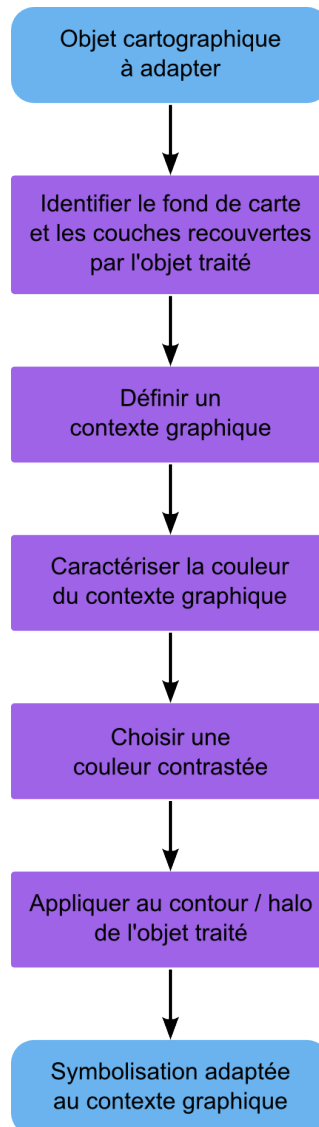 Objet cartographique
à adapter
Identifier le fond de carte
et les couches recouvertes
par l'objet traité
Définir un
contexte graphique
Caractériser la couleur
du contexte graphique
Choisir une
couleur contrastée
Appliquer au contour / halo
de l'objet traité
Symbolisation adaptée
au contexte graphique